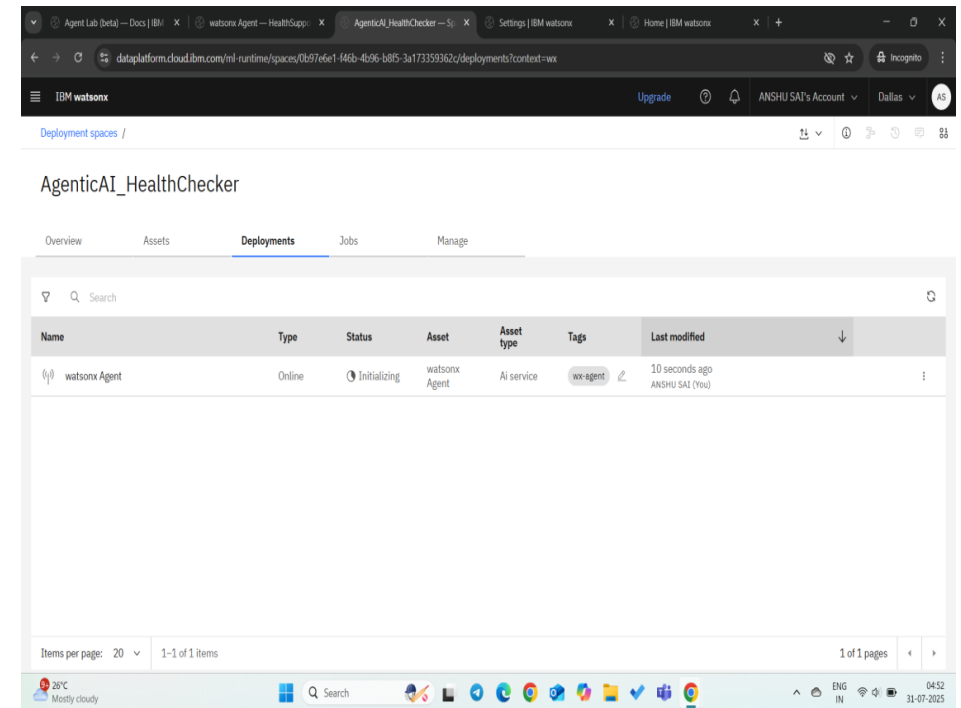 Agent Lab (beta) — Docs | IBM
watsonx Agent — HealthSuppo
AgenticAI_HealthChecker — Sp
Settings | IBM watsonx
Home | IBM watsonx
dataplatform.cloud.ibm.com/ml-runtime/spaces/0b97e6e1-f46b-4b96-b8f5-3a173359362c/deployments?context=wx
Incognito
IBM watsonx
Upgrade
ANSHU SAI's Account
Dallas
AS
Deployment spaces /
AgenticAI_HealthChecker
Overview Assets Deployments Jobs Manage
Search
Name Type Status Asset Asset type Tags Last modified
watsonx Agent Online Initializing watsonx Agent Ai service wx-agent 10 seconds ago
ANSHU SAI (You)
Items per page: 20 1–1 of 1 items 1 of 1 pages
9+ 26°C
Mostly cloudy
Search
ENG
IN
04:52
31-07-2025